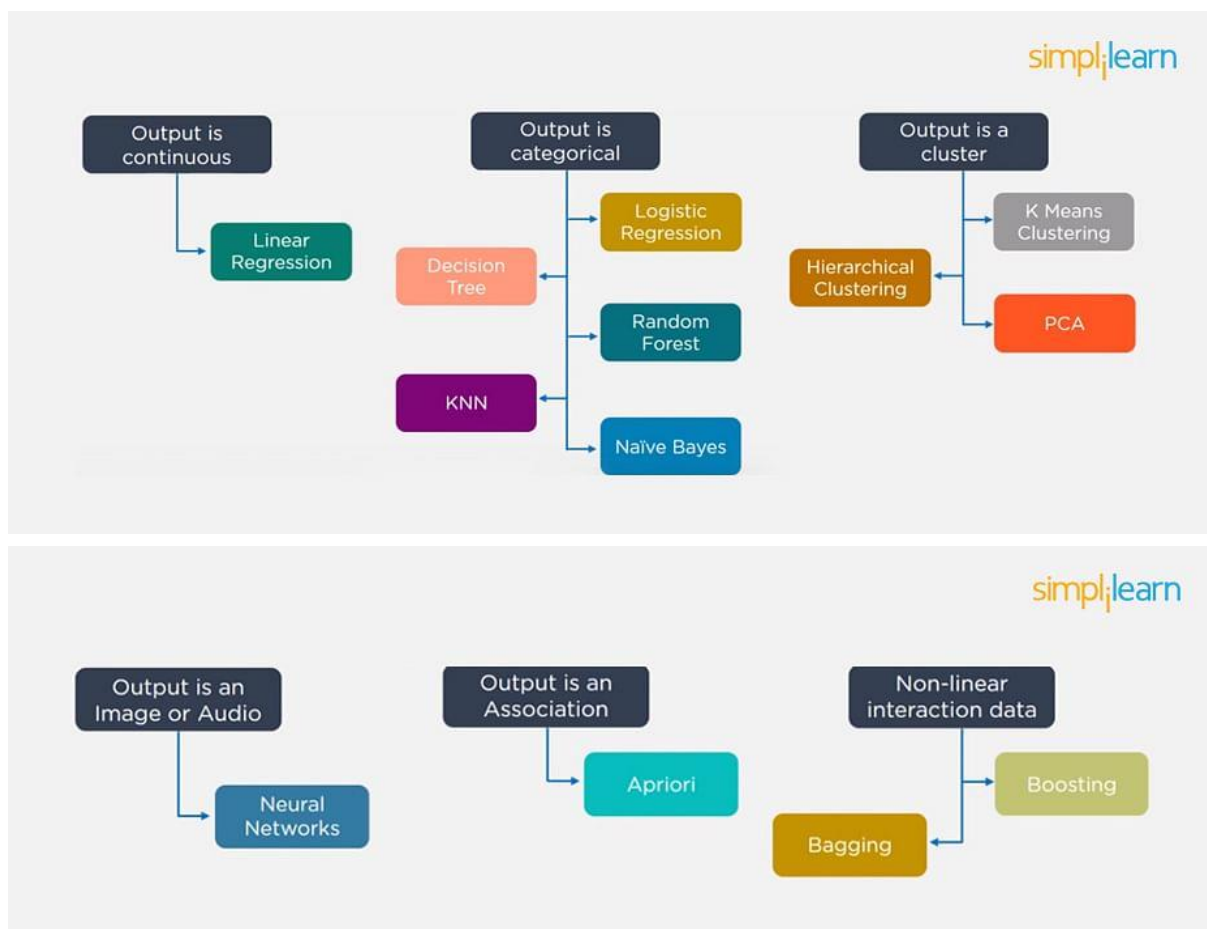 simplilearn
Output is
continuous
Linear
Regression
Output is
categorical
Logistic
Regression
Decision
Tree
Random
Forest
KNN
Naïve Bayes
Output is a
cluster
K Means
Clustering
Hierarchical
Clustering
PCA
simplilearn
Output is an
Image or Audio
Neural
Networks
Output is an
Association
Apriori
Non-linear
interaction data
Boosting
Bagging